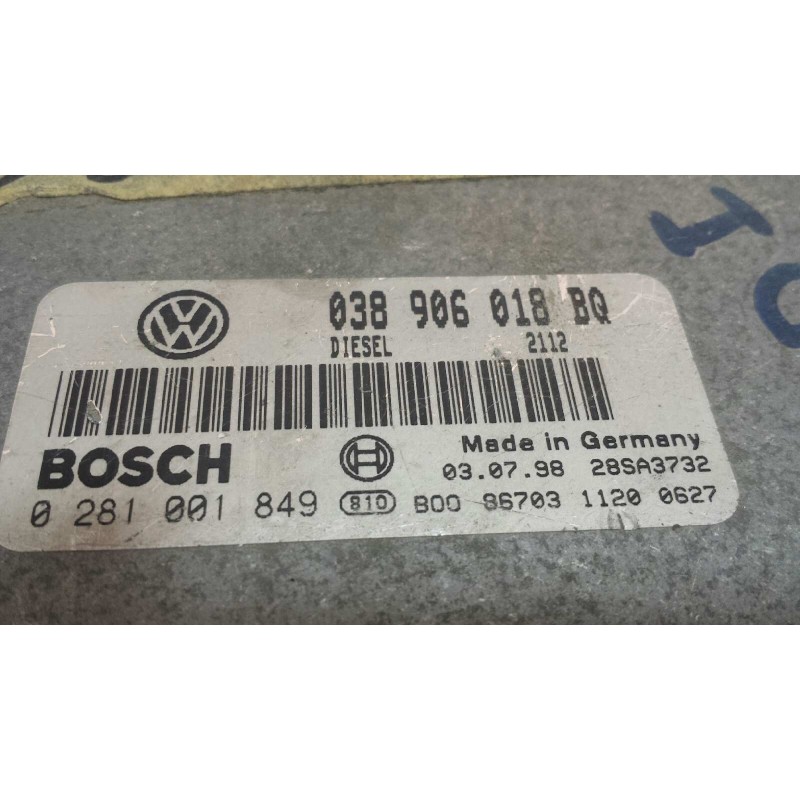 VW 038 906 018 BQ
DIESEL 2112
BOSCH Made in Germany
03.07.98 28SA3732
0 281 001 849 810 B00 86703 1120 0627